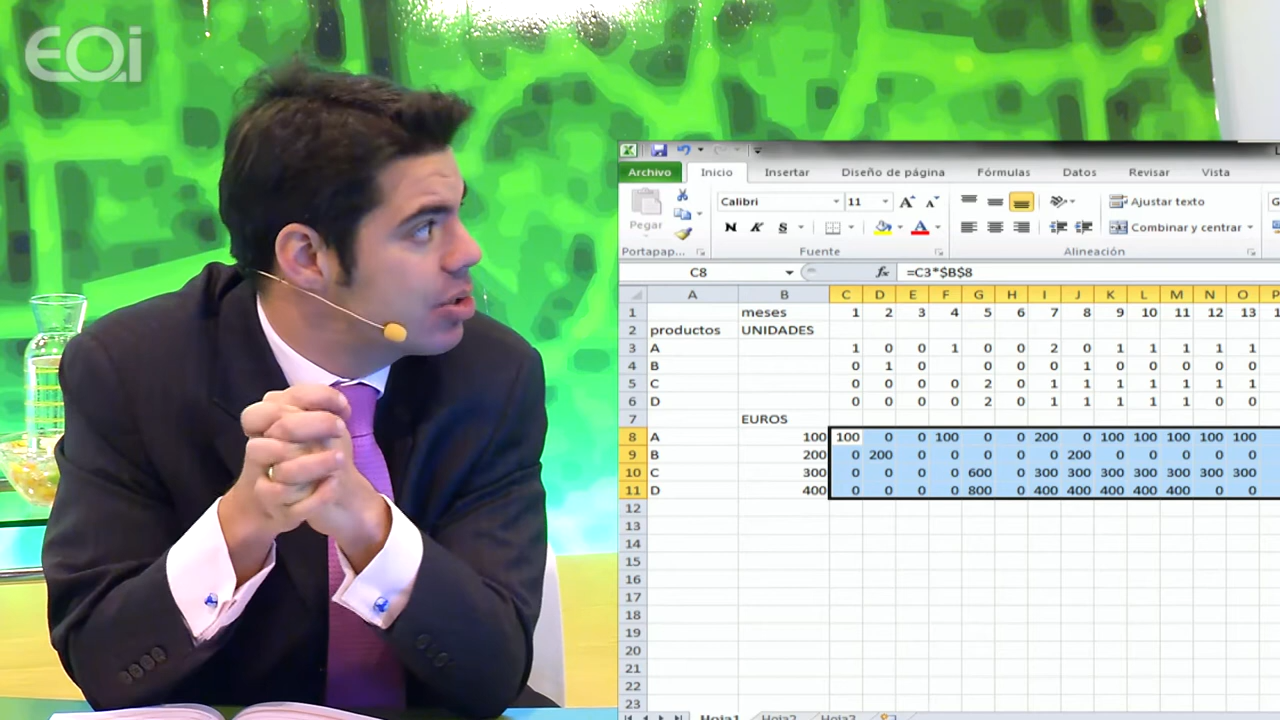 EOi
Archivo Inicio Insertar Diseño de página Fórmulas Datos Revisar Vista
Calibri 11 Ajustar texto
Pegar N K S Combinar y centrar
Portapap... Fuente Alineación
C8 fx =C3*$B$8
A B C D E F G H I J K L M N O P
1 meses 1 2 3 4 5 6 7 8 9 10 11 12 13
2 productos UNIDADES
3 A 1 0 0 1 0 0 2 0 1 1 1 1 1
4 B 0 1 0 0 0 0 0 1 0 0 0 0 0
5 C 0 0 0 0 2 0 1 1 1 1 1 1 1
6 D 0 0 0 0 2 0 1 1 1 1 1 0 0
7 EUROS
8 A 100 100 0 0 100 0 0 200 0 100 100 100 100 100
9 B 200 0 200 0 0 0 0 0 200 0 0 0 0 0
10 C 300 0 0 0 0 600 0 300 300 300 300 300 300 300
11 D 400 0 0 0 0 800 0 400 400 400 400 400 0 0
12
13
14
15
16
17
18
19
20
21
22
23
Hoja1 Hoja2 Hoja3